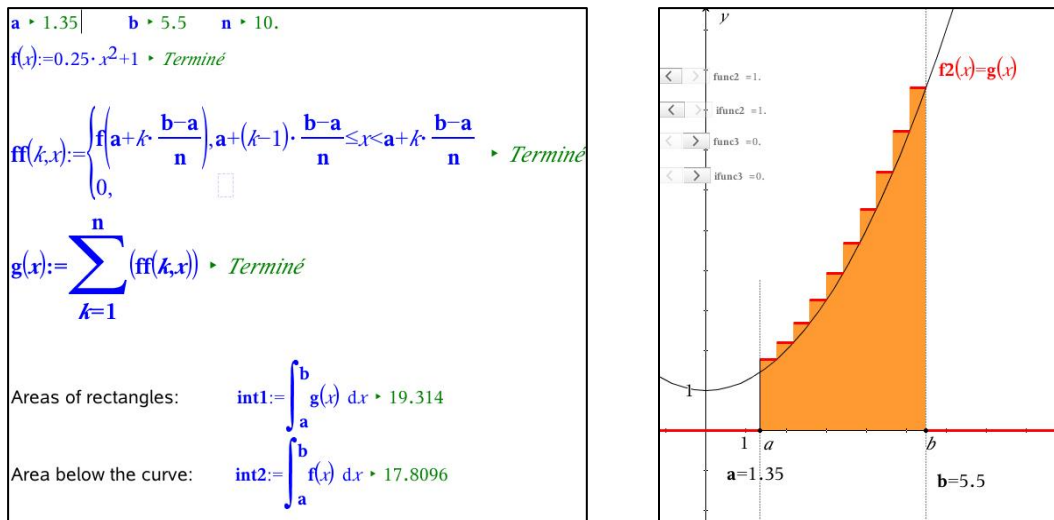 a ▸ 1.35 b ▸ 5.5 n ▸ 10.
f(x):=0.25·x²+1 ▸ Terminé
ff(k,x):={f(a+k·(b−a)/n),a+(k−1)·(b−a)/n≤x<a+k·(b−a)/n ▸ Terminé
0,
g(x):=∑_{k=1}^{n}(ff(k,x)) ▸ Terminé
Areas of rectangles: int1:=∫_a^b g(x) dx ▸ 19.314
Area below the curve: int2:=∫_a^b f(x) dx ▸ 17.8096
y
f2(x)=g(x)
func2 =1.
ifunc2 =1.
func3 =0.
ifunc3 =0.
1
1 a b
a=1.35
b=5.5